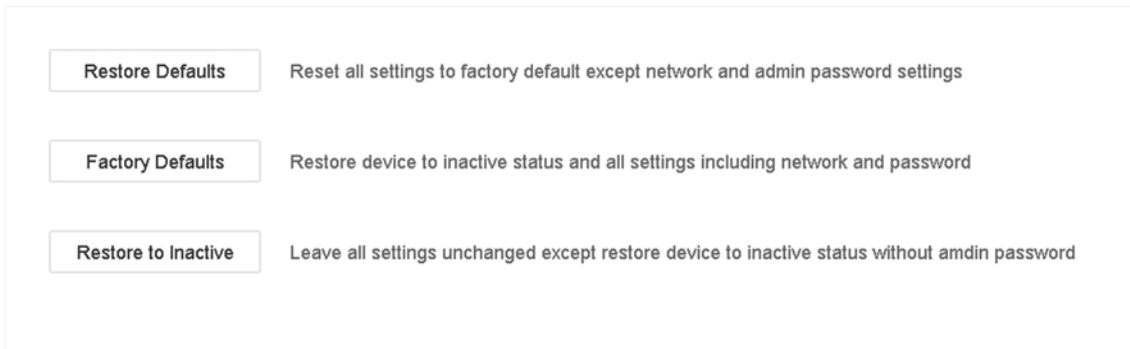 Restore Defaults Reset all settings to factory default except network and admin password settings
Factory Defaults Restore device to inactive status and all settings including network and password
Restore to Inactive Leave all settings unchanged except restore device to inactive status without amdin password